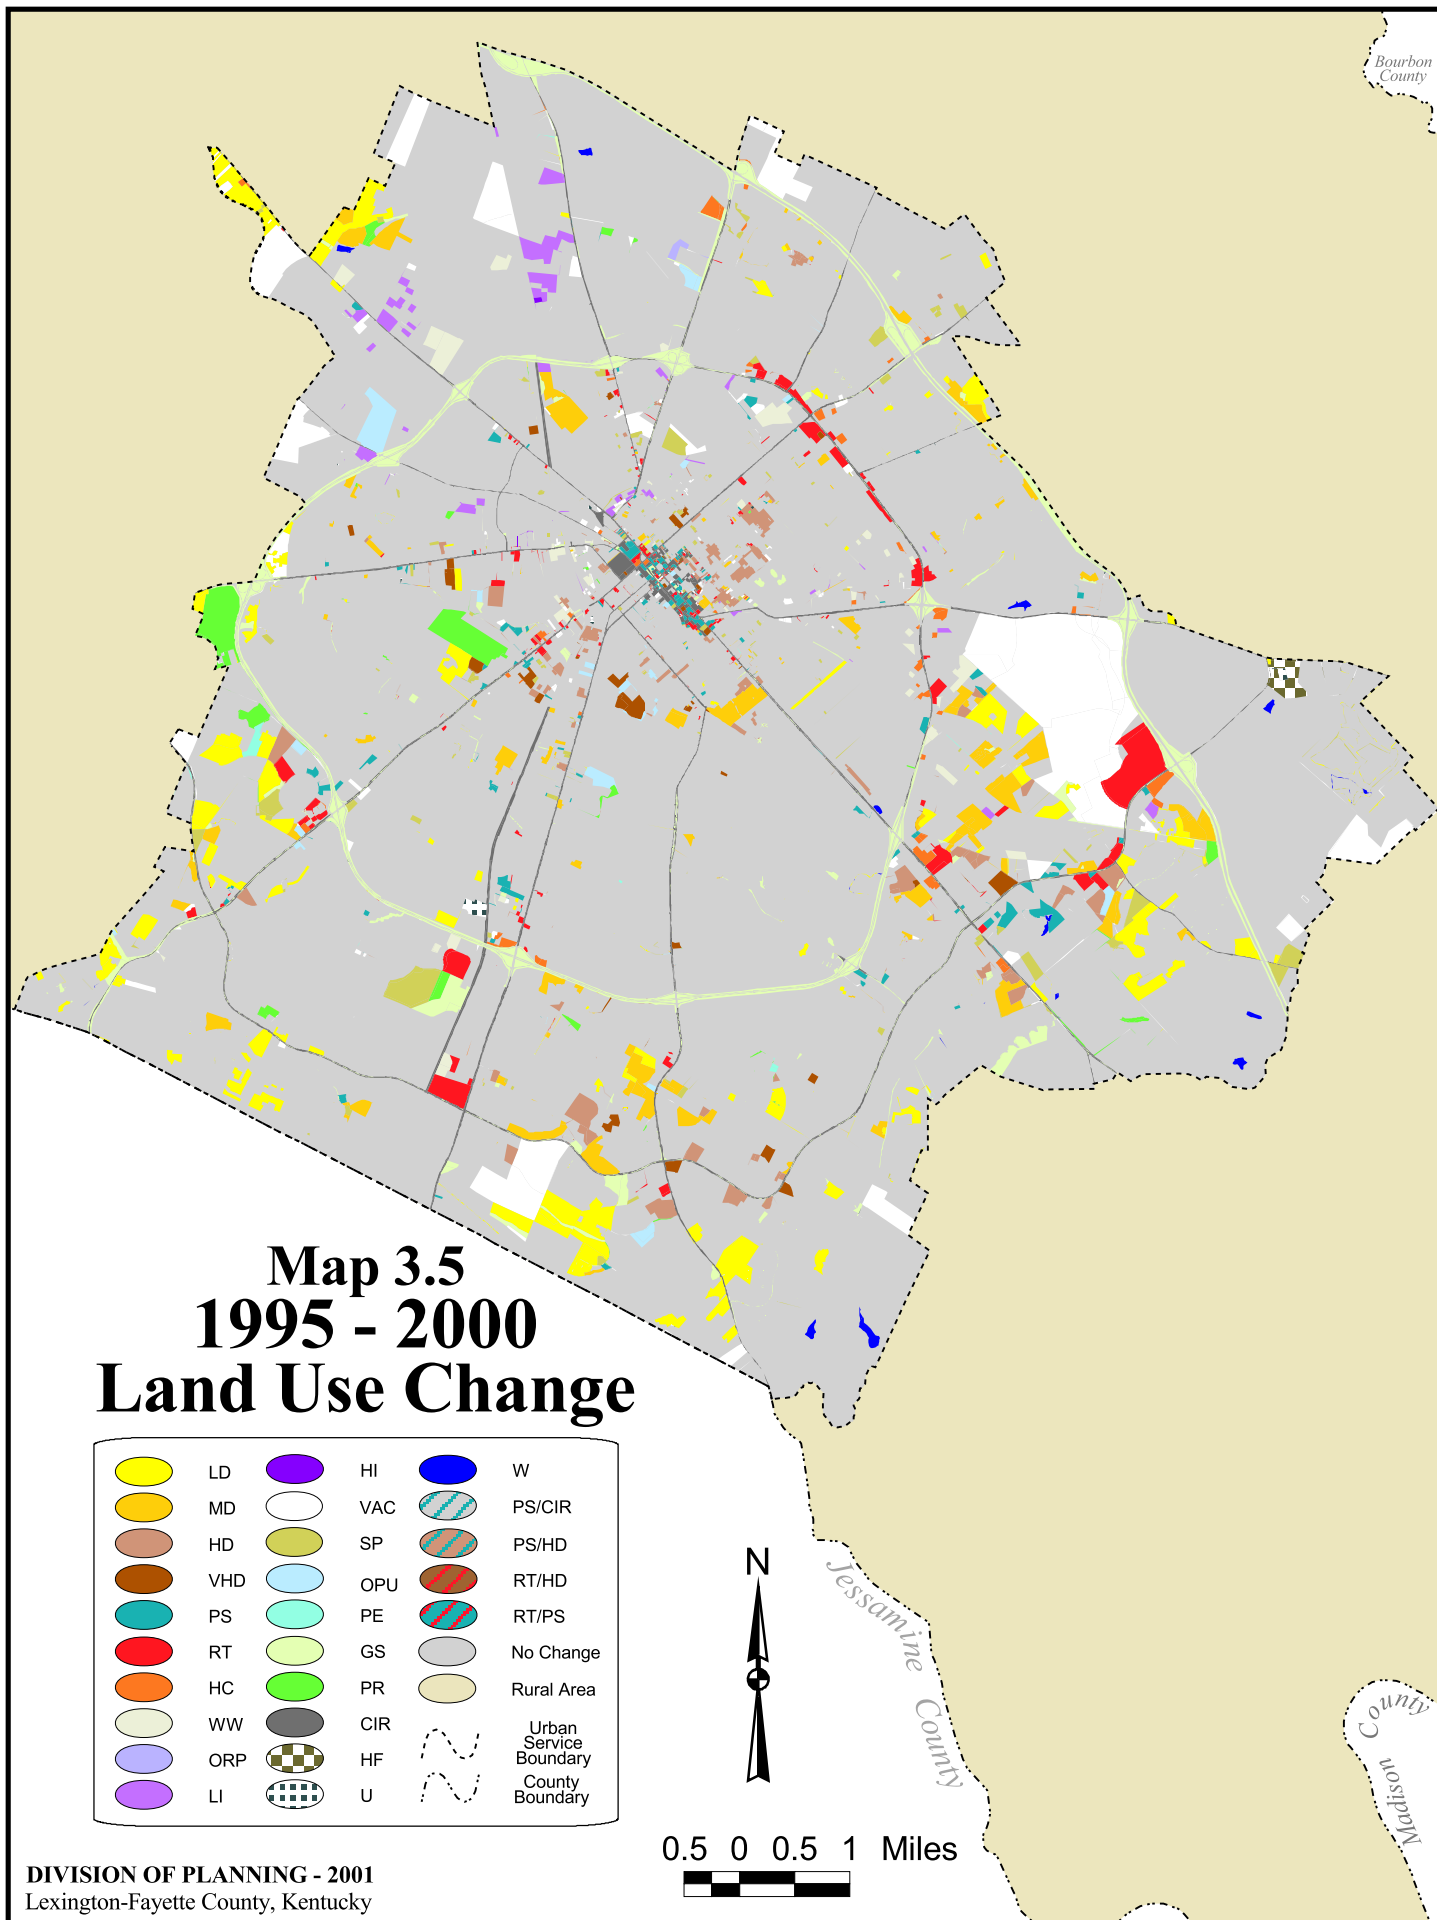 Bourbon
County
Map 3.5
1995 - 2000
Land Use Change
LD
MD
HD
VHD
PS
RT
HC
WW
ORP
LI
HI
VAC
SP
OPU
PE
GS
PR
CIR
HF
U
W
PS/CIR
PS/HD
RT/HD
RT/PS
No Change
Rural Area
Urban
Service
Boundary
County
Boundary
N
Jessamine County
Madison County
0.5 0 0.5 1 Miles
DIVISION OF PLANNING - 2001
Lexington-Fayette County, Kentucky